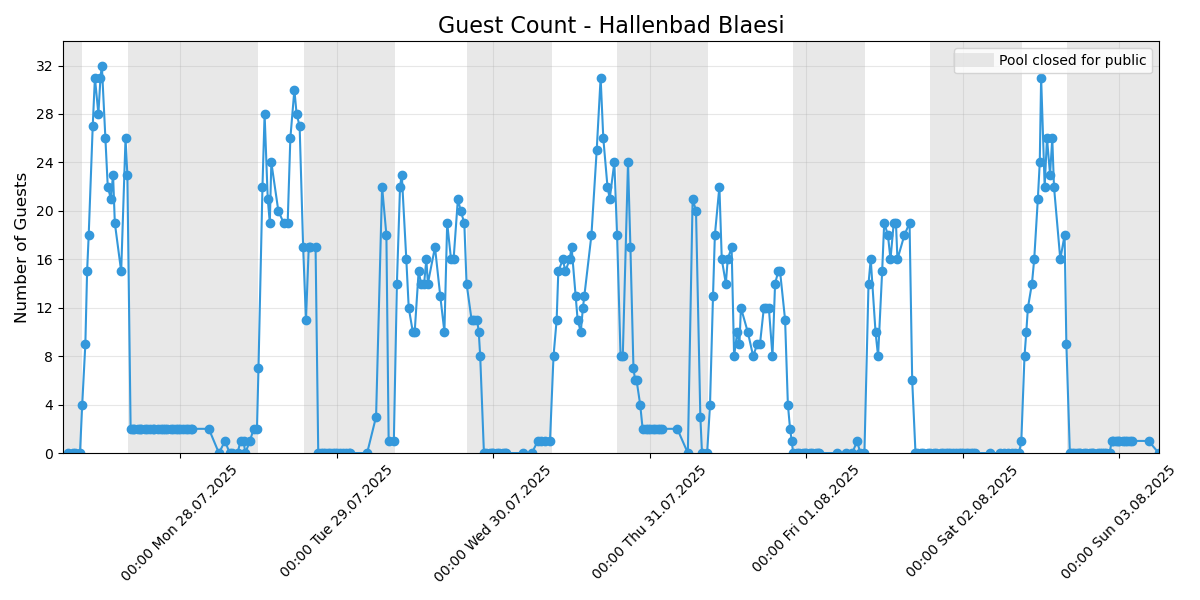 Guest Count - Hallenbad Blaesi
Pool closed for public
Number of Guests
32
28
24
20
16
12
8
4
0
00:00 Mon 28.07.2025
00:00 Tue 29.07.2025
00:00 Wed 30.07.2025
00:00 Thu 31.07.2025
00:00 Fri 01.08.2025
00:00 Sat 02.08.2025
00:00 Sun 03.08.2025